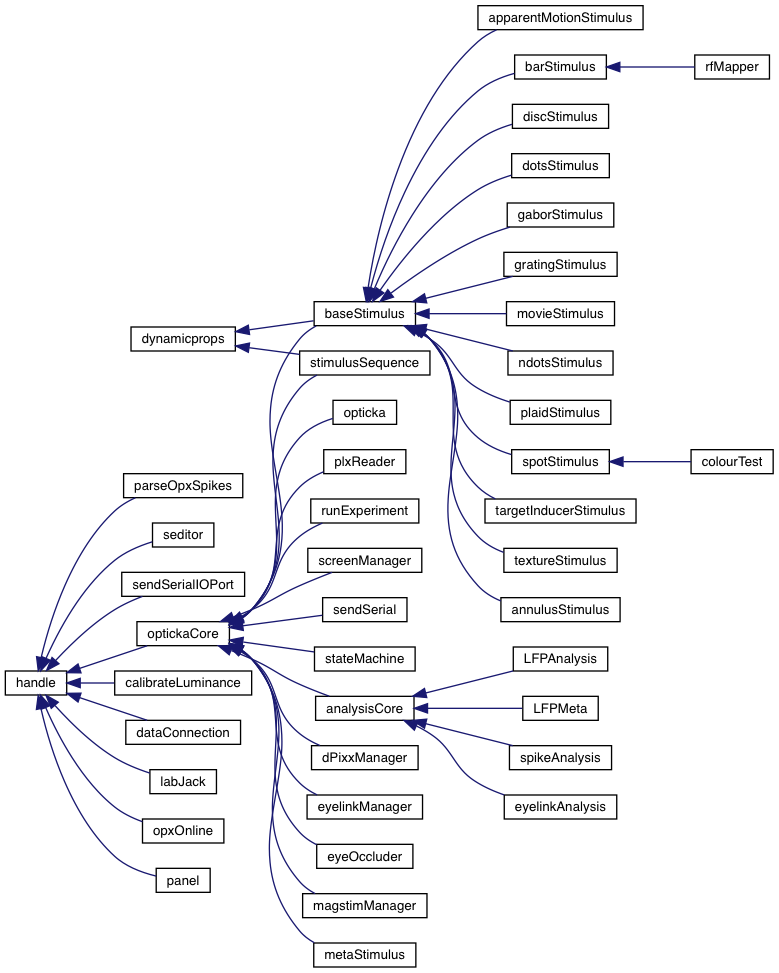 apparentMotionStimulus
barStimulus
rfMapper
discStimulus
dotsStimulus
gaborStimulus
gratingStimulus
baseStimulus
movieStimulus
dynamicprops
stimulusSequence
ndotsStimulus
opticka
plaidStimulus
plxReader
spotStimulus
colourTest
parseOpxSpikes
runExperiment
targetInducerStimulus
seditor
screenManager
textureStimulus
sendSerialIOPort
sendSerial
annulusStimulus
optickaCore
stateMachine
LFPAnalysis
handle
calibrateLuminance
analysisCore
LFPMeta
dataConnection
dPixxManager
spikeAnalysis
labJack
eyelinkManager
eyelinkAnalysis
opxOnline
eyeOccluder
panel
magstimManager
metaStimulus